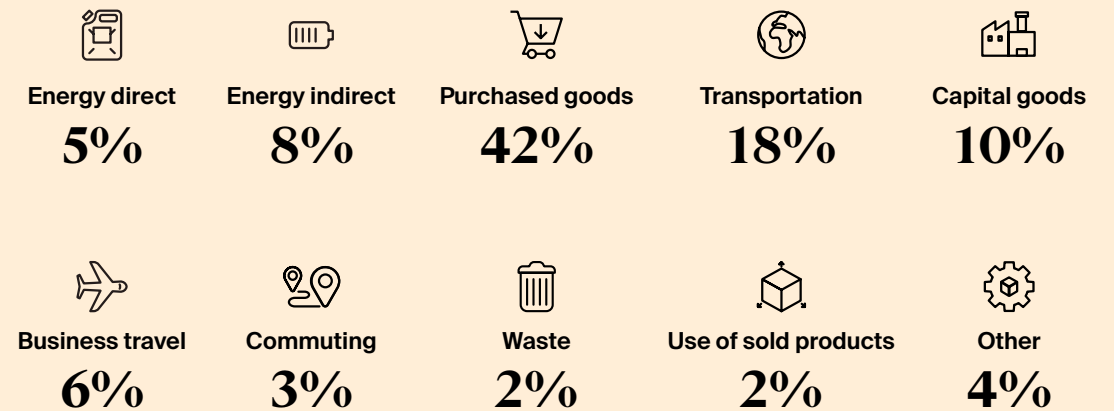 Energy direct
Energy indirect
Purchased goods
Transportation
Capital goods
5%
8%
42%
18%
10%
Business travel
Commuting
Waste
Use of sold products
Other
6%
3%
2%
2%
4%